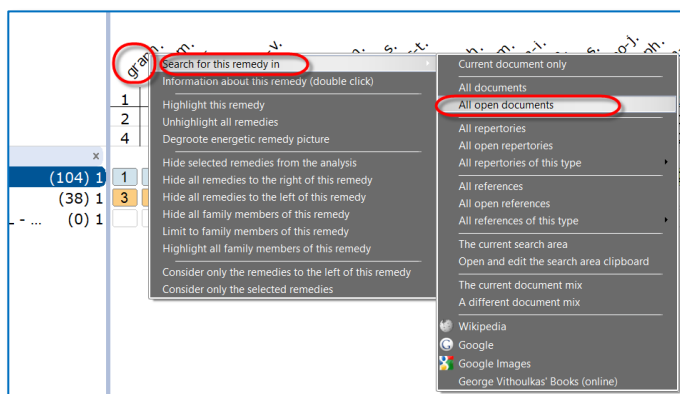 graph.
Search for this remedy in
Information about this remedy (double click)
Highlight this remedy
Unhighlight all remedies
Degroote energetic remedy picture
Hide selected remedies from the analysis
Hide all remedies to the right of this remedy
Hide all remedies to the left of this remedy
Hide all family members of this remedy
Limit to family members of this remedy
Highlight all family members of this remedy
Consider only the remedies to the left of this remedy
Consider only the selected remedies
Current document only
All documents
All open documents
All repertories
All open repertories
All repertories of this type
All references
All open references
All references of this type
The current search area
Open and edit the search area clipboard
The current document mix
A different document mix
Wikipedia
Google
Google Images
George Vithoulkas' Books (online)
1
2
4
x
(104) 1 1
(38) 1 3
L - ... (0) 1